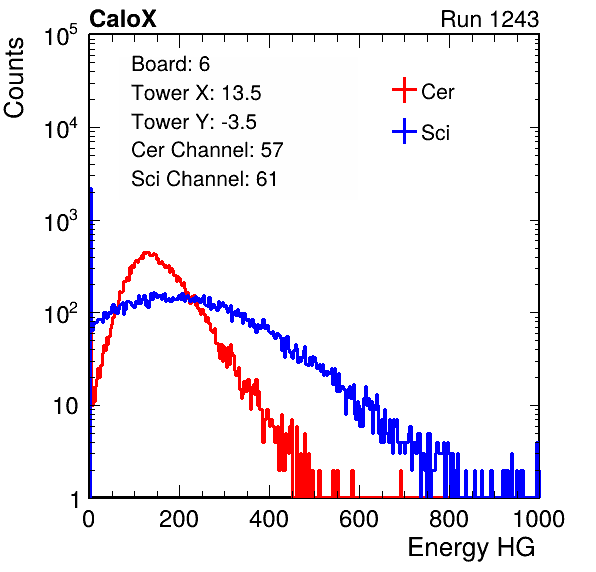 CaloX Run 1243
Counts
10^5
10^4
10^3
10^2
10
1
Board: 6
Tower X: 13.5
Tower Y: -3.5
Cer Channel: 57
Sci Channel: 61
Cer
Sci
0 200 400 600 800 1000
Energy HG